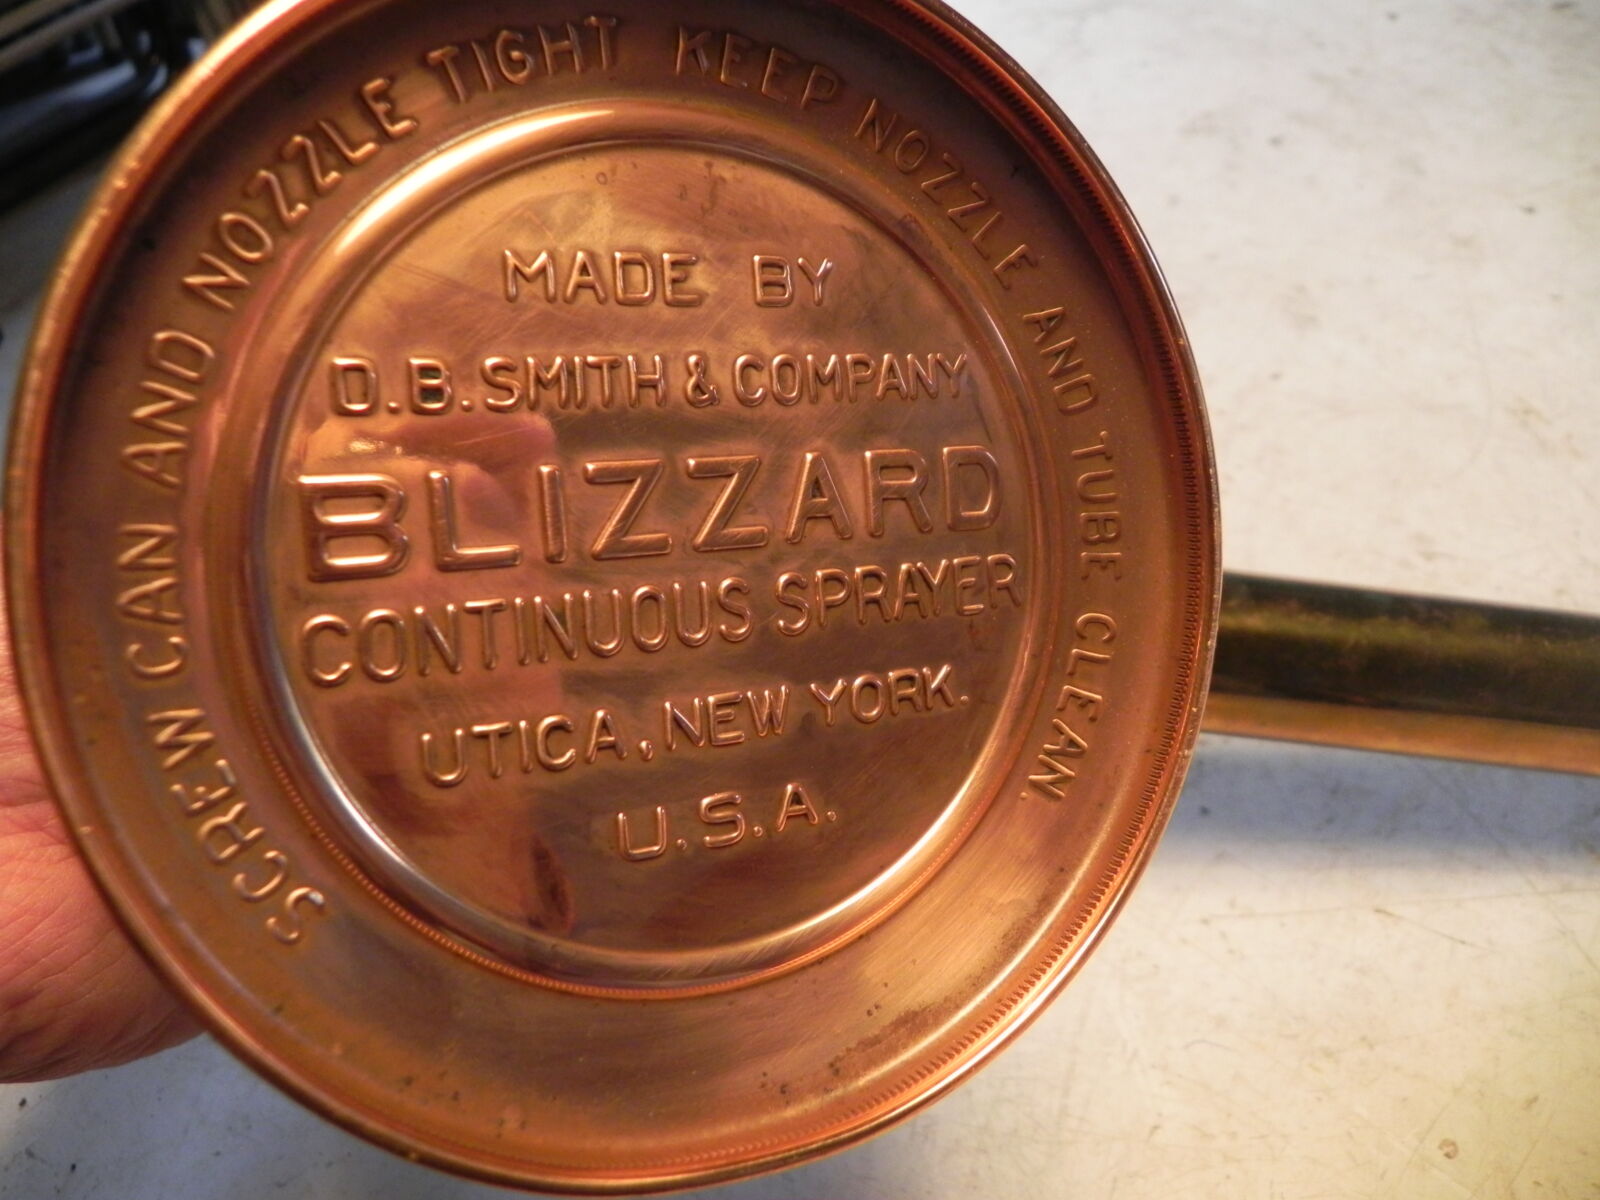 SCREW CAN AND NOZZLE TIGHT KEEP NOZZLE AND TUBE CLEAN.
MADE BY
D.B. SMITH & COMPANY
BLIZZARD
CONTINUOUS SPRAYER
UTICA, NEW YORK.
U.S.A.